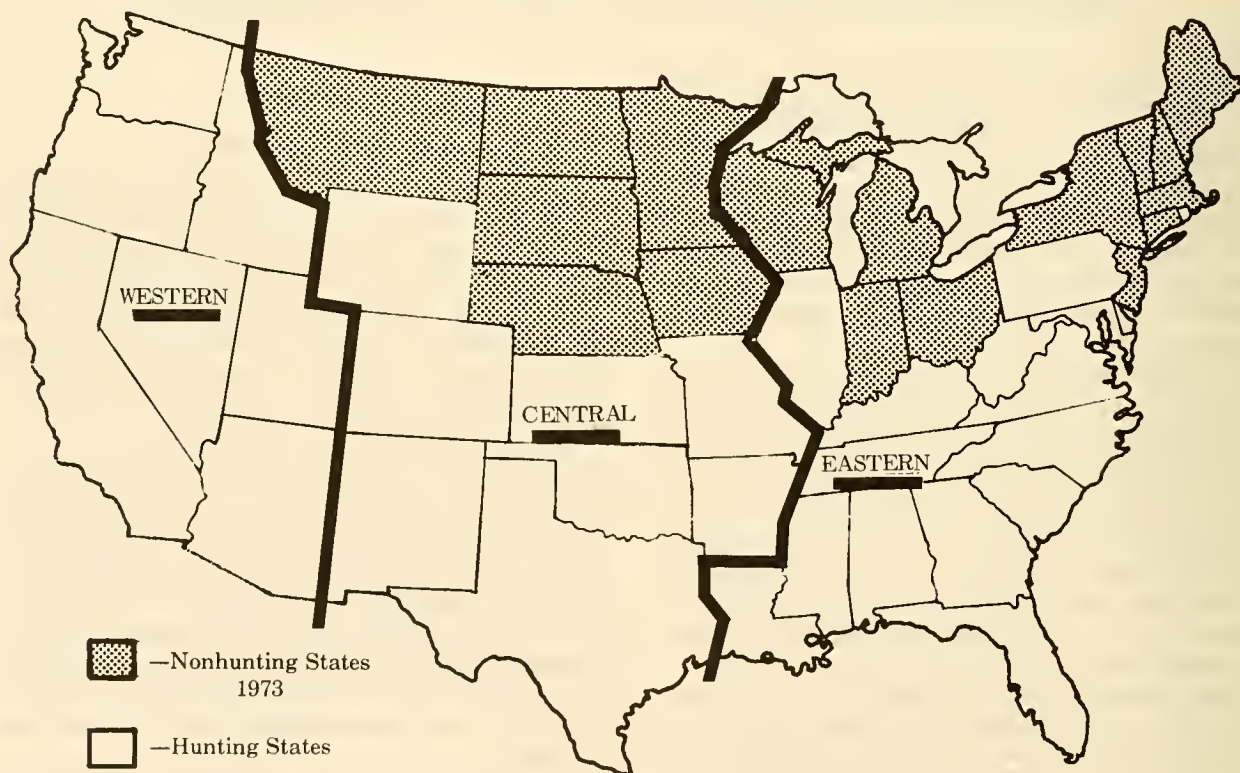 WESTERN
CENTRAL
EASTERN
—Nonhunting States
1973
—Hunting States